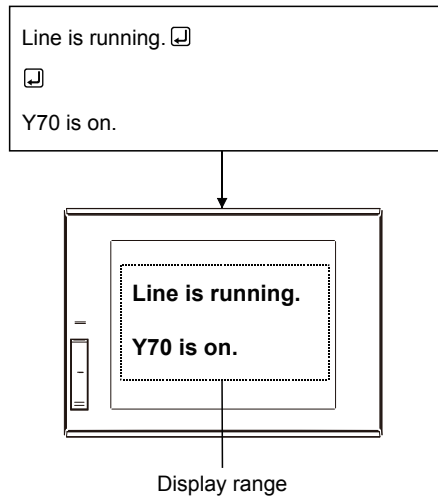 Line is running. ↵
↵
Y70 is on.
Line is running.
Y70 is on.
Display range